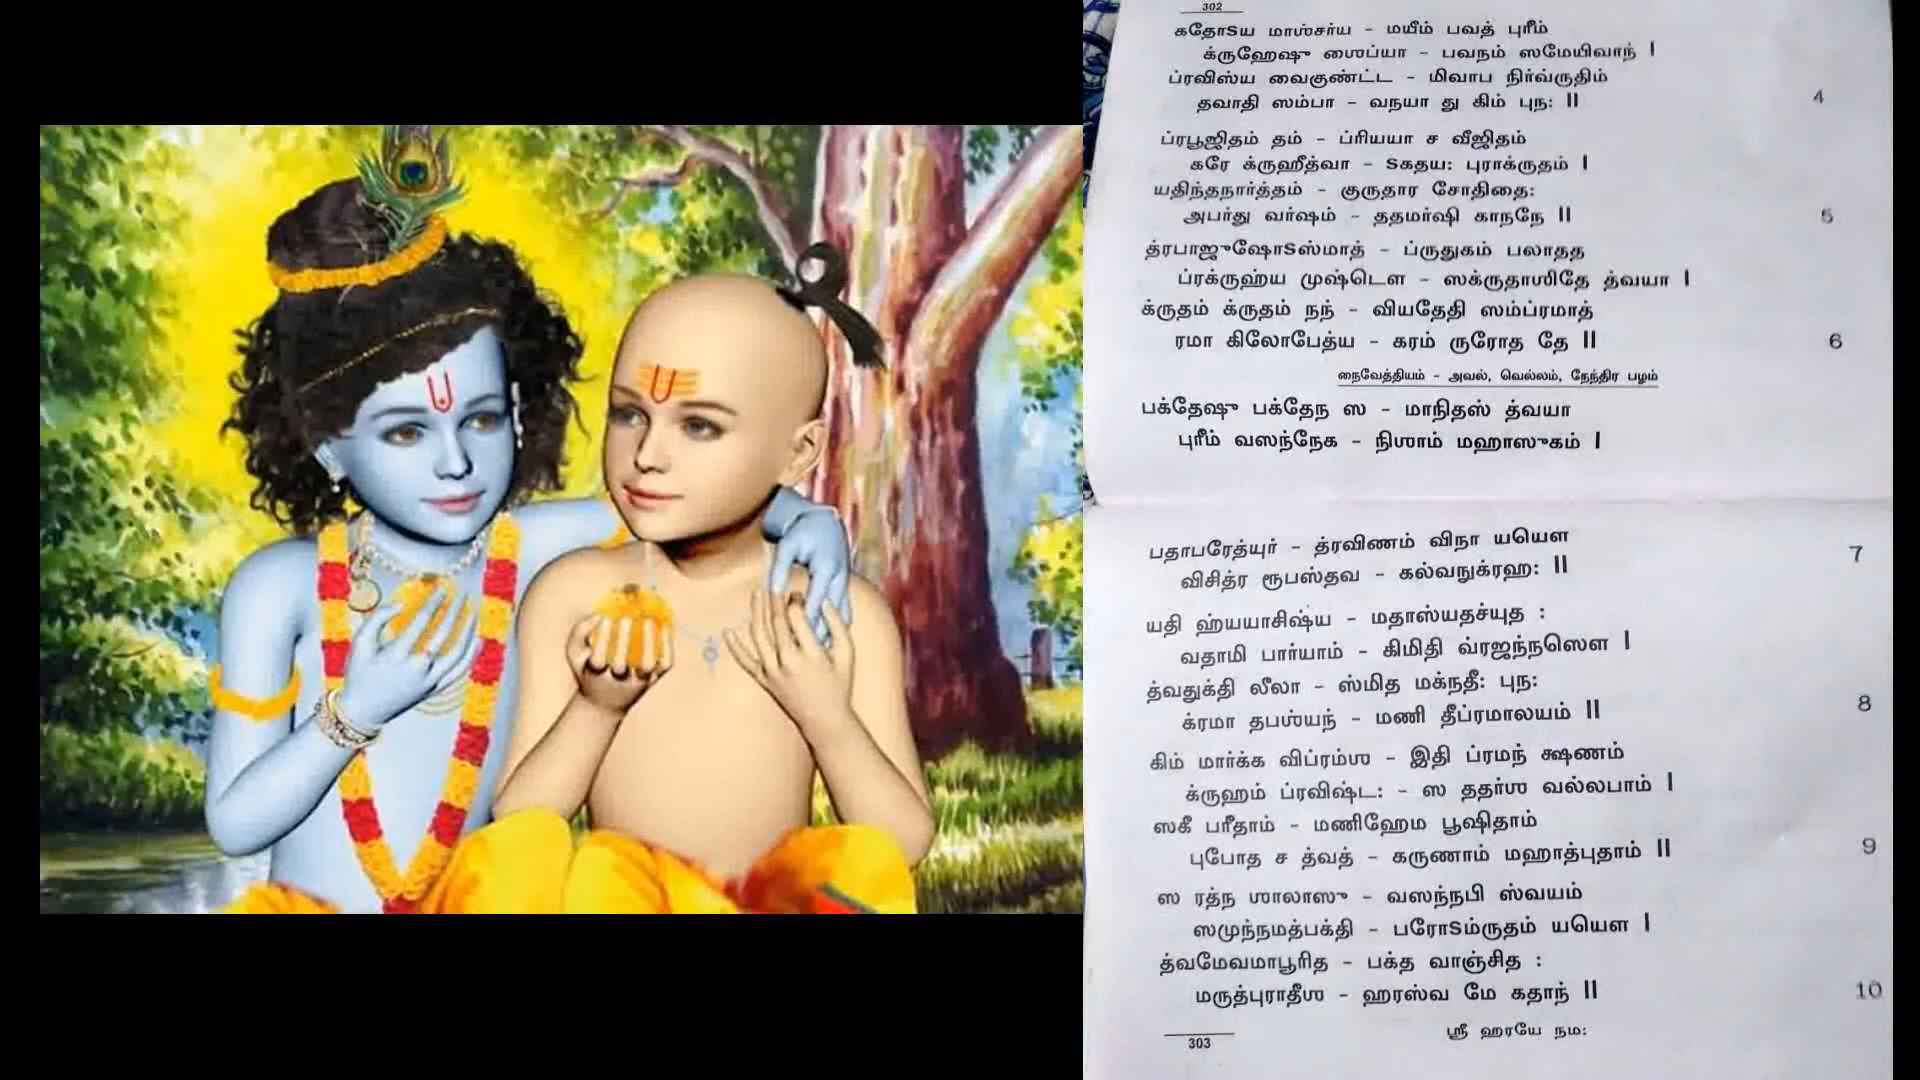 302
கதோSய மாஶ்சர்ய - மயீம் பவத் புரீம்
க்ருஹேஷு ஶைப்யா - பவநம் ஸமேயிவாந் |
ப்ரவிஸ்ய வைகுண்ட்ட - மிவாப நிர்வ்ருதிம்
தவாதி ஸம்பா - வநயா து கிம் புந: || 4
ப்ரபூஜிதம் தம் - ப்ரியயா ச வீஜிதம்
கரே க்ருஹீத்வா - Sகதய: புராக்ருதம் |
யதிந்தநார்த்தம் - குருதார சோதிதை:
அபர்து வர்ஷம் - ததமர்ஷி காநநே || 5
த்ரபாஜுஷோSஸ்மாத் - ப்ருதுகம் பலாதத
ப்ரக்ருஹ்ய முஷ்டௌ - ஸக்ருதாஶிதே த்வயா |
க்ருதம் க்ருதம் நந் - வியதேதி ஸம்ப்ரமாத்
ரமா கிலோபேத்ய - கரம் ருரோத தே || 6
நைவேத்தியம் - அவல், வெல்லம், நேந்திர பழம்
பக்தேஷு பக்தேந ஸ - மாநிதஸ் த்வயா
புரீம் வஸந்நேக - நிஶாம் மஹாஸுகம் |
பதாபரேத்யுர் - த்ரவிணம் விநா யயௌ
விசித்ர ரூபஸ்தவ - கல்வநுக்ரஹ: || 7
யதி ஹ்யயாசிஷ்ய - மதாஸ்யதச்யுத :
வதாமி பார்யாம் - கிமிதி வ்ரஜந்நஸௌ |
த்வதுக்தி லீலா - ஸ்மித மக்நதீ: புந:
க்ரமா தபஶ்யந் - மணி தீப்ரமாலயம் || 8
கிம் மார்க்க விப்ரம்ஶ - இதி ப்ரமந் க்ஷணம்
க்ருஹம் ப்ரவிஷ்ட: - ஸ ததர்ஶ வல்லபாம் |
ஸகீ பரீதாம் - மணிஹேம பூஷிதாம்
புபோத ச த்வத் - கருணாம் மஹாத்புதாம் || 9
ஸ ரத்ந ஶாலாஸு - வஸந்நபி ஸ்வயம்
ஸமுந்நமத்பக்தி - பரோSம்ருதம் யயௌ |
த்வமேவமாபூரித - பக்த வாஞ்சித :
மருத்புராதீஶ - ஹரஸ்வ மே கதாந் || 10
ஸ்ரீ ஹரயே நம:
303